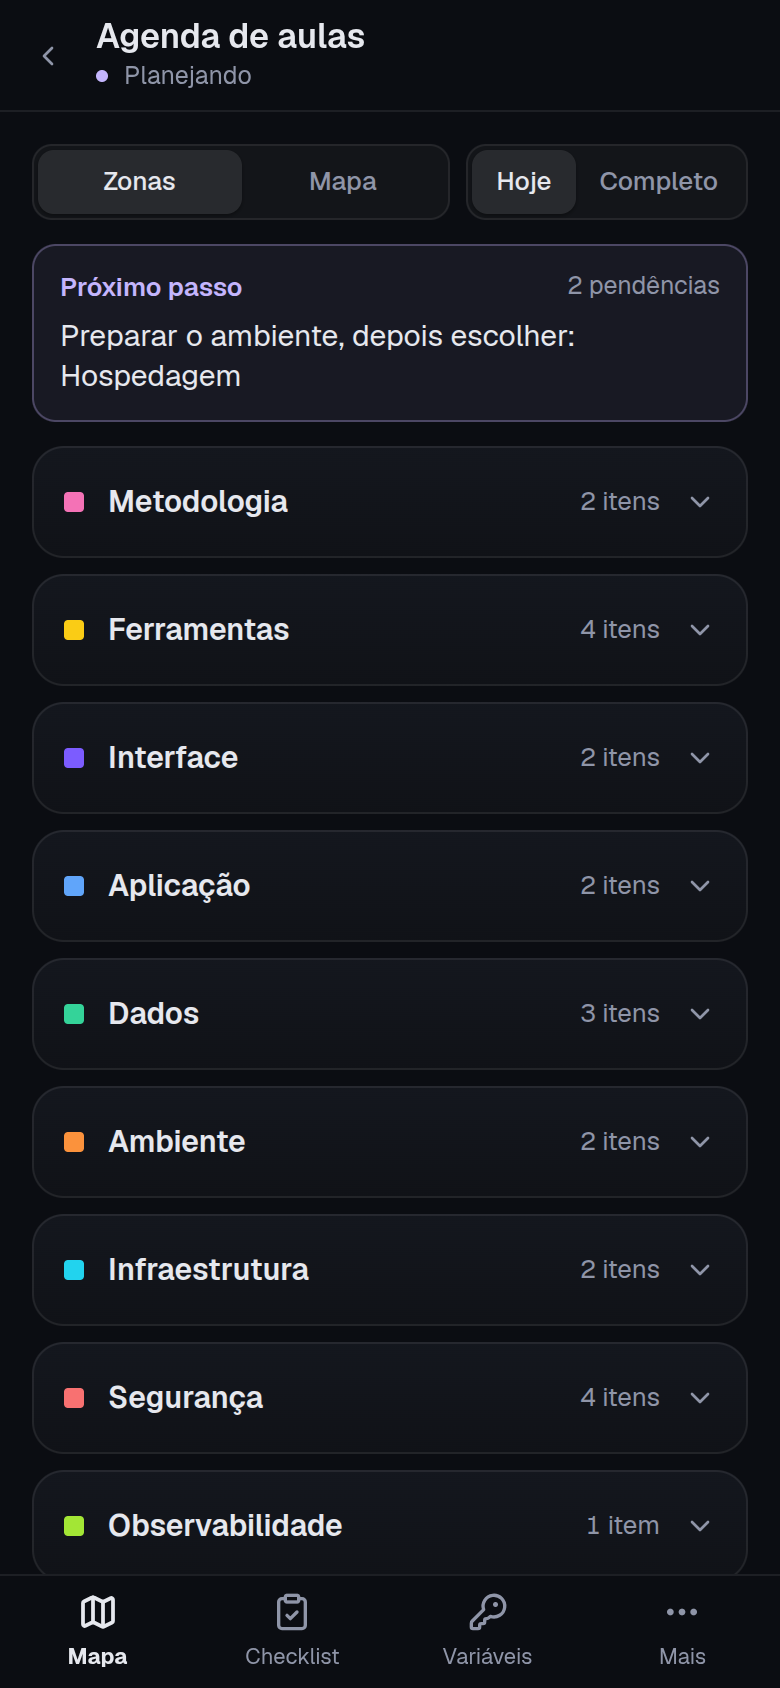 Agenda de aulas
Planejando
Zonas
Mapa
Hoje
Completo
Próximo passo
2 pendências
Preparar o ambiente, depois escolher:
Hospedagem
Metodologia
2 itens
Ferramentas
4 itens
Interface
2 itens
Aplicação
2 itens
Dados
3 itens
Ambiente
2 itens
Infraestrutura
2 itens
Segurança
4 itens
Observabilidade
1 item
Mapa
Checklist
Variáveis
Mais